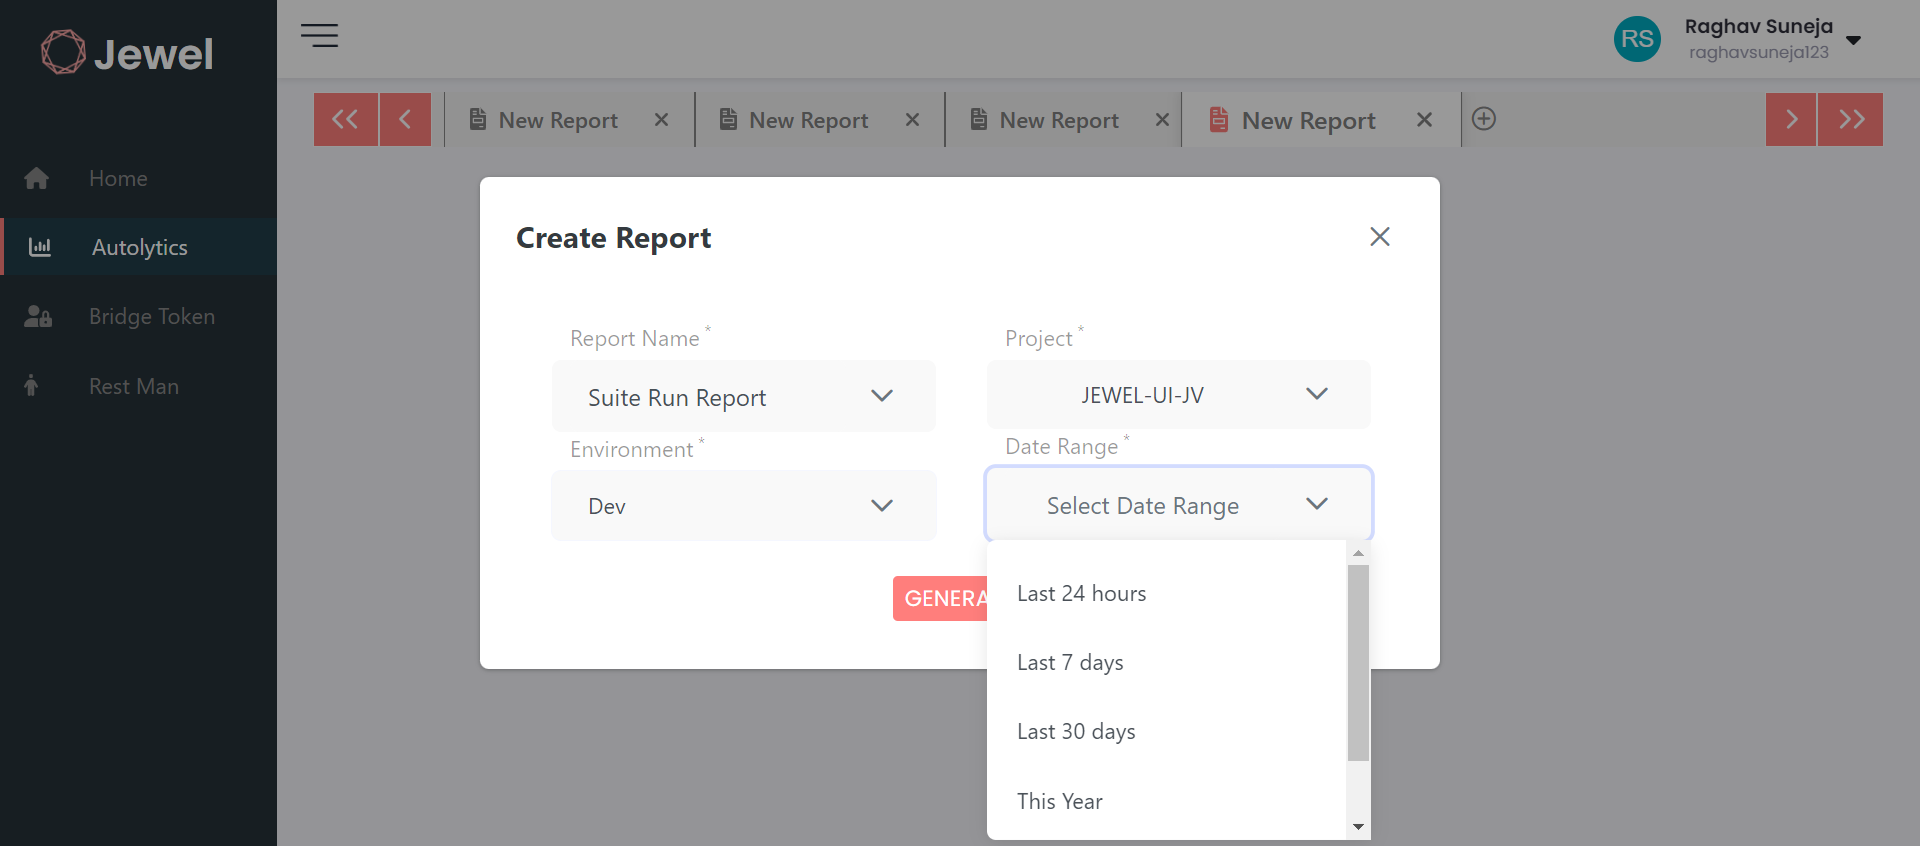 Jewel
RS
Raghav Suneja
raghavsuneja123
New Report
New Report
New Report
New Report
Home
Autolytics
Bridge Token
Rest Man
Create Report
Report Name *
Project *
Suite Run Report
JEWEL-UI-JV
Environment *
Date Range *
Dev
Select Date Range
GENERA
Last 24 hours
Last 7 days
Last 30 days
This Year